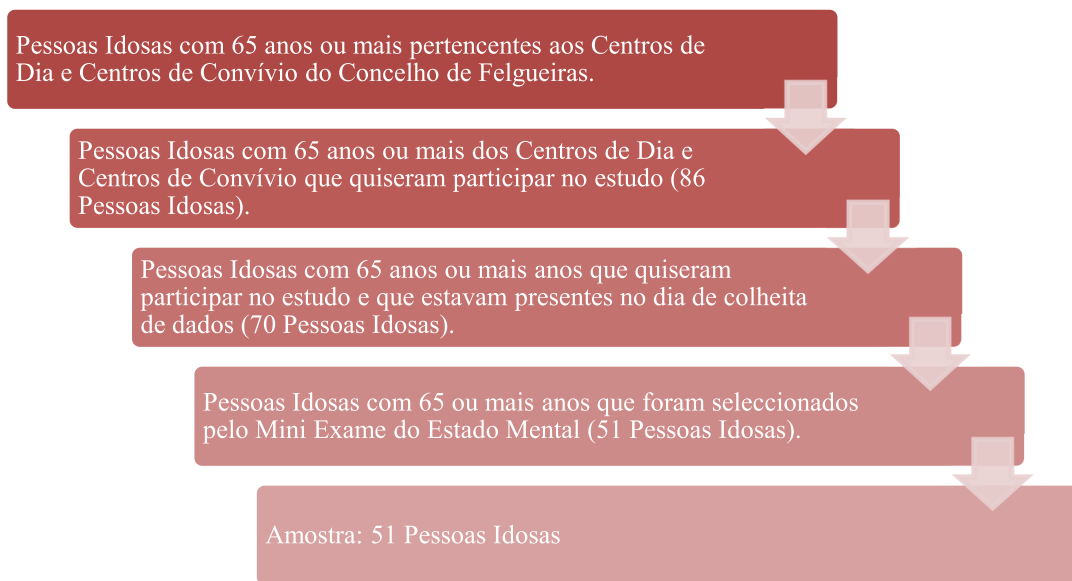 Pessoas Idosas com 65 anos ou mais pertencentes aos Centros de
Dia e Centros de Convívio do Concelho de Felgueiras.
Pessoas Idosas com 65 anos ou mais dos Centros de Dia e
Centros de Convívio que quiseram participar no estudo (86
Pessoas Idosas).
Pessoas Idosas com 65 anos ou mais anos que quiseram
participar no estudo e que estavam presentes no dia de colheita
de dados (70 Pessoas Idosas).
Pessoas Idosas com 65 ou mais anos que foram seleccionados
pelo Mini Exame do Estado Mental (51 Pessoas Idosas).
Amostra: 51 Pessoas Idosas